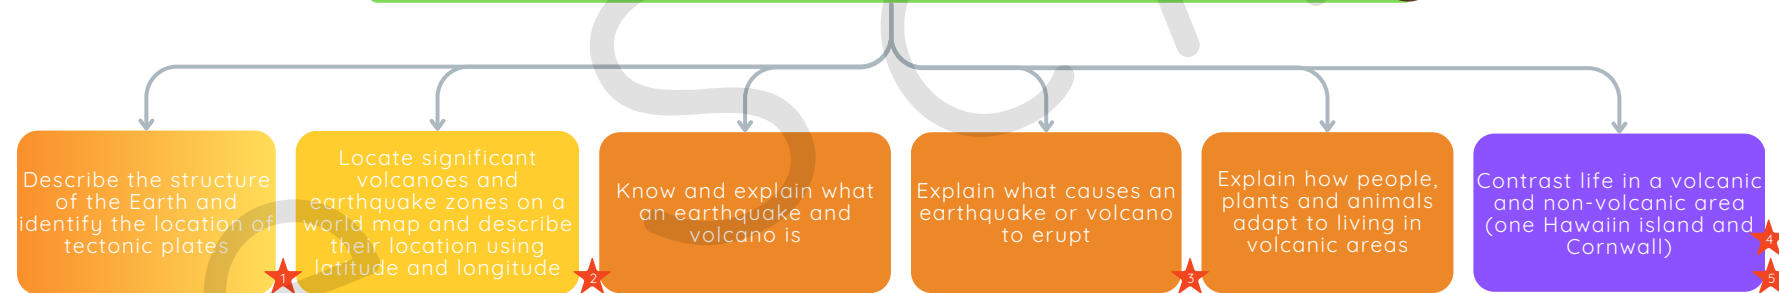 Describe the structure
of the Earth and
identify the location of
tectonic plates
1
Locate significant
volcanoes and
earthquake zones on a
world map and describe
their location using
latitude and longitude
2
Know and explain what
an earthquake and
volcano is
Explain what causes an
earthquake or volcano
to erupt
3
Explain how people,
plants and animals
adapt to living in
volcanic areas
Contrast life in a volcanic
and non-volcanic area
(one Hawaiin island and
Cornwall)
4
5